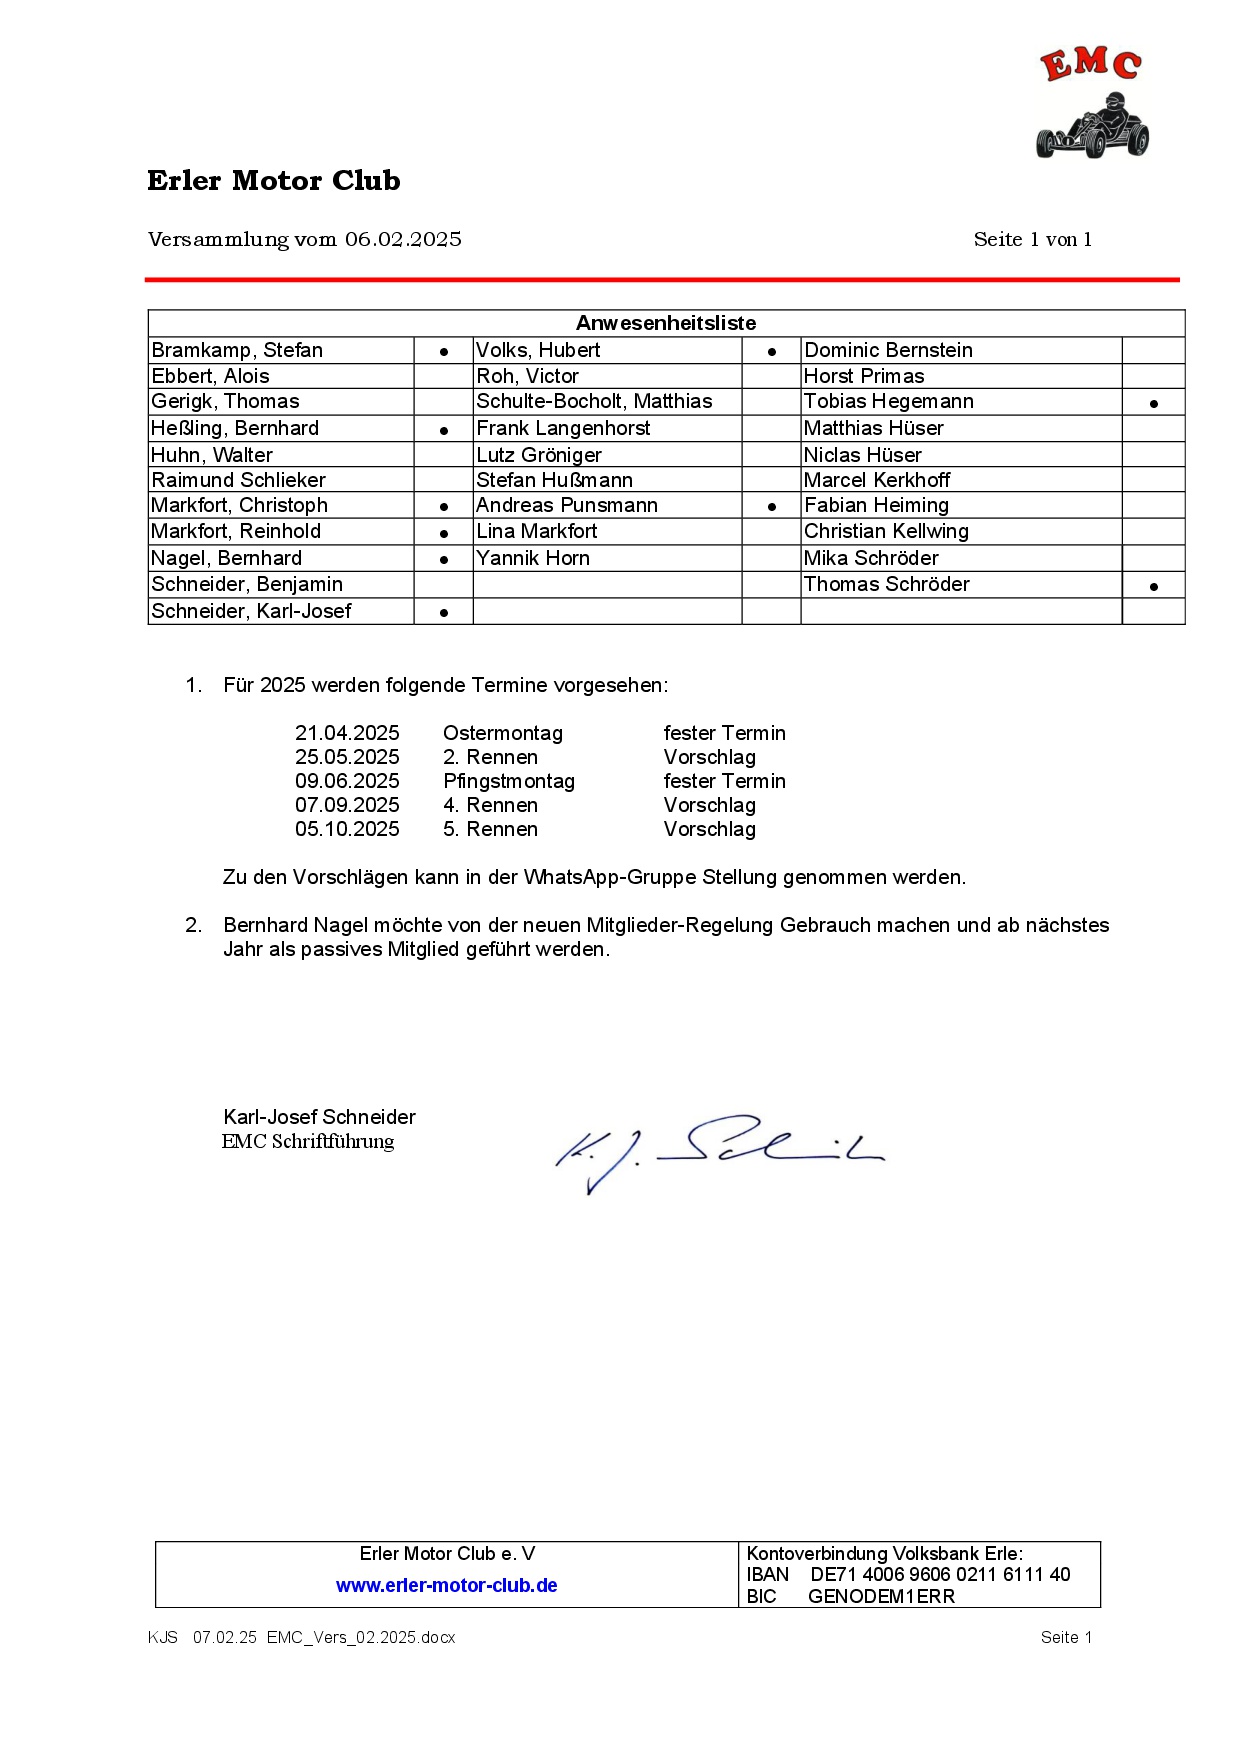 EMC
Erler Motor Club
Versammlung vom 06.02.2025 Seite 1 von 1
Anwesenheitsliste
Bramkamp, Stefan ● Volks, Hubert ● Dominic Bernstein
Ebbert, Alois Roh, Victor Horst Primas
Gerigk, Thomas Schulte-Bocholt, Matthias Tobias Hegemann ●
Heßling, Bernhard ● Frank Langenhorst Matthias Hüser
Huhn, Walter Lutz Gröniger Niclas Hüser
Raimund Schlieker Stefan Hußmann Marcel Kerkhoff
Markfort, Christoph ● Andreas Punsmann ● Fabian Heiming
Markfort, Reinhold ● Lina Markfort Christian Kellwing
Nagel, Bernhard ● Yannik Horn Mika Schröder
Schneider, Benjamin Thomas Schröder ●
Schneider, Karl-Josef ●
1. Für 2025 werden folgende Termine vorgesehen:
21.04.2025 Ostermontag fester Termin
25.05.2025 2. Rennen Vorschlag
09.06.2025 Pfingstmontag fester Termin
07.09.2025 4. Rennen Vorschlag
05.10.2025 5. Rennen Vorschlag
Zu den Vorschlägen kann in der WhatsApp-Gruppe Stellung genommen werden.
2. Bernhard Nagel möchte von der neuen Mitglieder-Regelung Gebrauch machen und ab nächstes
Jahr als passives Mitglied geführt werden.
Karl-Josef Schneider
EMC Schriftführung
K. J. Schneider
Erler Motor Club e. V
www.erler-motor-club.de
Kontoverbindung Volksbank Erle:
IBAN DE71 4006 9606 0211 6111 40
BIC GENODEM1ERR
KJS 07.02.25 EMC_Vers_02.2025.docx Seite 1